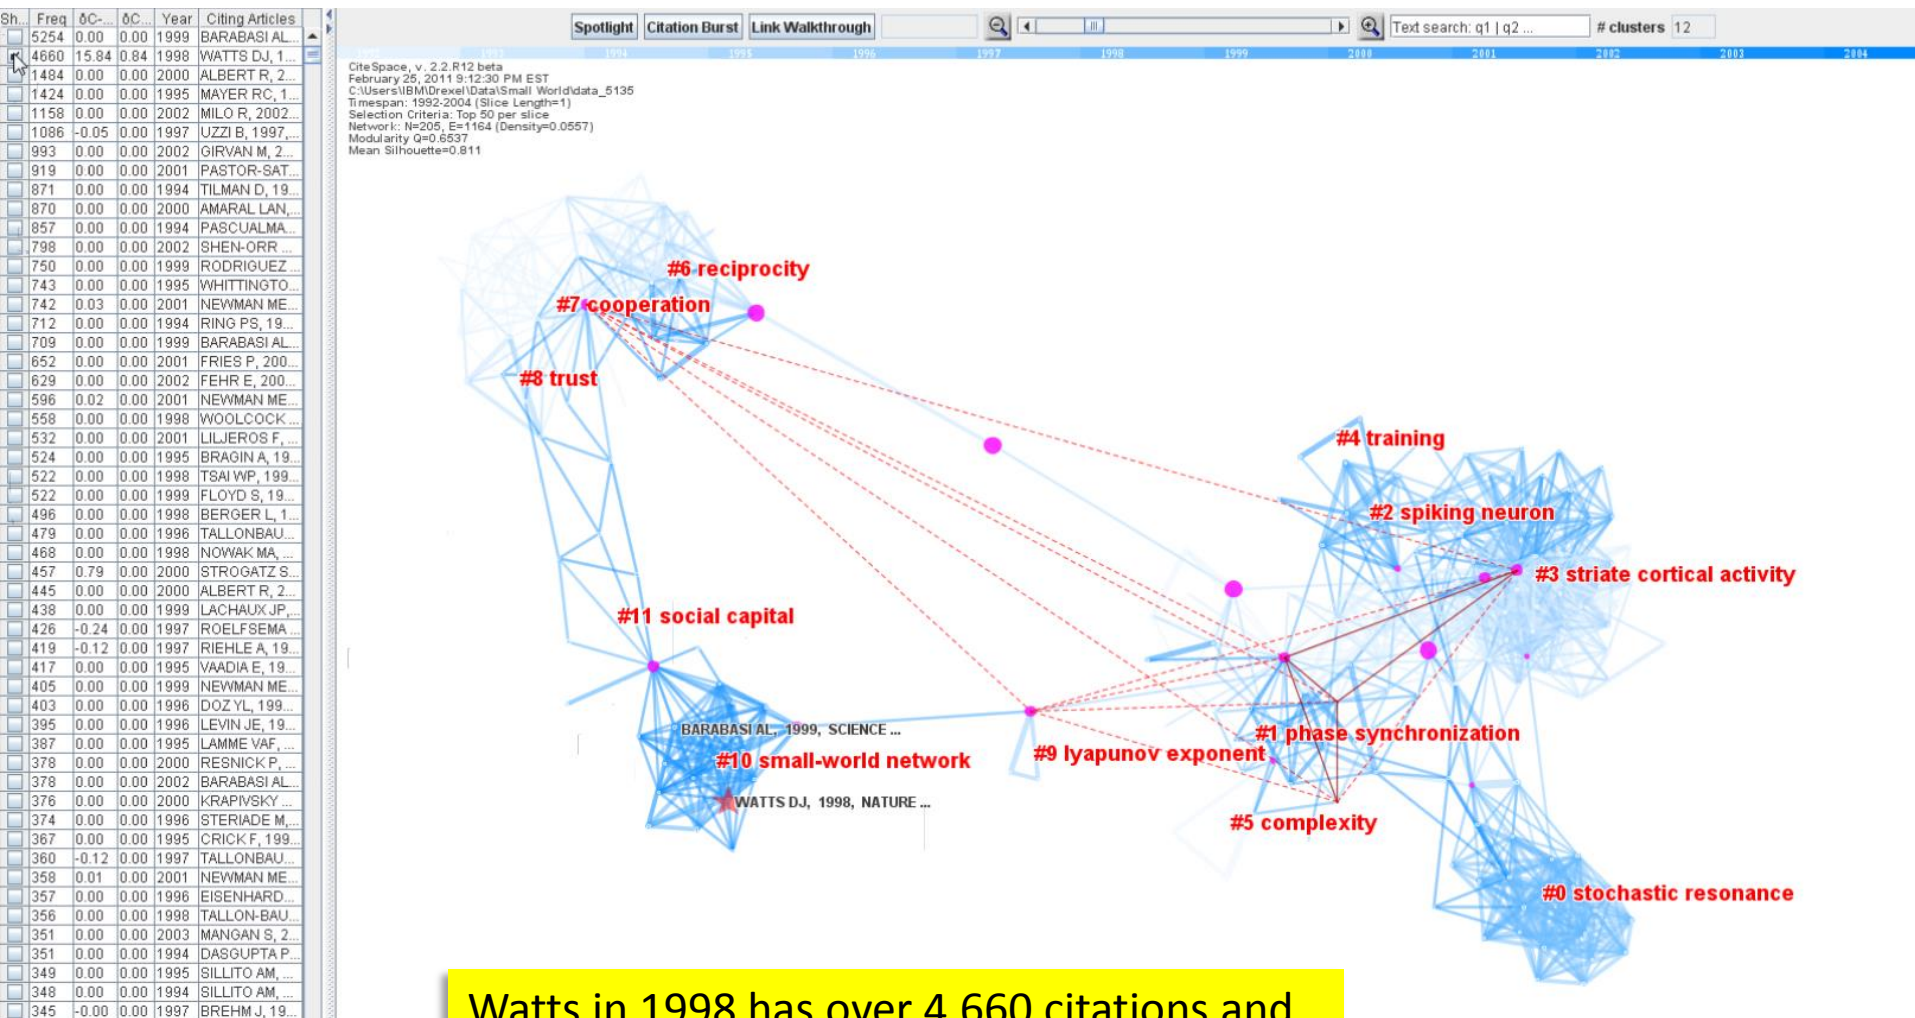 Sh... Freq δC-... δC... Year Citing Articles
5254 0.00 0.00 1999 BARABASI AL...
4660 15.84 0.84 1998 WATTS DJ, 1...
1484 0.00 0.00 2000 ALBERT R, 2...
1424 0.00 0.00 1995 MAYER RC, 1...
1158 0.00 0.00 2002 MILO R, 2002...
1086 -0.05 0.00 1997 UZZI B, 1997,...
993 0.00 0.00 2002 GIRVAN M, 2...
919 0.00 0.00 2001 PASTOR-SAT...
871 0.00 0.00 1994 TILMAN D, 19...
870 0.00 0.00 2000 AMARAL LAN,...
857 0.00 0.00 1994 PASCUALMA...
798 0.00 0.00 2002 SHEN-ORR ...
750 0.00 0.00 1999 RODRIGUEZ ...
743 0.00 0.00 1995 WHITTINGTO...
742 0.03 0.00 2001 NEWMAN ME...
712 0.00 0.00 1994 RING PS, 19...
709 0.00 0.00 1999 BARABASI AL...
652 0.00 0.00 2001 FRIES P, 200...
629 0.00 0.00 2002 FEHR E, 200...
596 0.02 0.00 2001 NEWMAN ME...
558 0.00 0.00 1998 WOOLCOCK ...
532 0.00 0.00 2001 LILJEROS F, ...
524 0.00 0.00 1995 BRAGIN A, 19...
522 0.00 0.00 1998 TSAI WP, 199...
522 0.00 0.00 1999 FLOYD S, 19...
496 0.00 0.00 1998 BERGER L, 1...
479 0.00 0.00 1996 TALLONBAU...
468 0.00 0.00 1998 NOWAK MA, ...
457 0.79 0.00 2000 STROGATZ S...
445 0.00 0.00 2000 ALBERT R, 2...
438 0.00 0.00 1999 LACHAUX JP,...
426 -0.24 0.00 1997 ROELFSEMA ...
419 -0.12 0.00 1997 RIEHLE A, 19...
417 0.00 0.00 1995 VAADIA E, 19...
405 0.00 0.00 1999 NEWMAN ME...
403 0.00 0.00 1996 DOZ YL, 199...
395 0.00 0.00 1996 LEVIN JE, 19...
387 0.00 0.00 1995 LAMME VAF, ...
378 0.00 0.00 2000 RESNICK P, ...
378 0.00 0.00 2002 BARABASI AL...
376 0.00 0.00 2000 KRAPIVSKY ...
374 0.00 0.00 1996 STERIADE M,...
367 0.00 0.00 1995 CRICK F, 199...
360 -0.12 0.00 1997 TALLONBAU...
358 0.01 0.00 2001 NEWMAN ME...
357 0.00 0.00 1996 EISENHARD...
356 0.00 0.00 1998 TALLON-BAU...
351 0.00 0.00 2003 MANGAN S, 2...
351 0.00 0.00 1994 DASGUPTA P...
349 0.00 0.00 1995 SILLITO AM, ...
348 0.00 0.00 1994 SILLITO AM, ...
345 -0.00 0.00 1997 BREHM J, 19...
Spotlight Citation Burst Link Walkthrough Text search: q1 | q2 ... # clusters 12
1992 1993 1994 1995 1996 1997 1998 1999 2000 2001 2002 2003 2004
CiteSpace, v. 2.2.R12 beta
February 25, 2011 9:12:30 PM EST
C:\Users\IBM\Drexel\Data\Small World\data_5135
Timespan: 1992-2004 (Slice Length=1)
Selection Criteria: Top 50 per slice
Network: N=205, E=1164 (Density=0.0557)
Modularity Q=0.6537
Mean Silhouette=0.811
#6 reciprocity
#7 cooperation
#8 trust
#4 training
#2 spiking neuron
#3 striate cortical activity
#11 social capital
BARABASI AL, 1999, SCIENCE ...
#1 phase synchronization
#9 lyapunov exponent
#10 small-world network
WATTS DJ, 1998, NATURE ...
#5 complexity
#0 stochastic resonance
Watts in 1998 has over 4,660 citations and